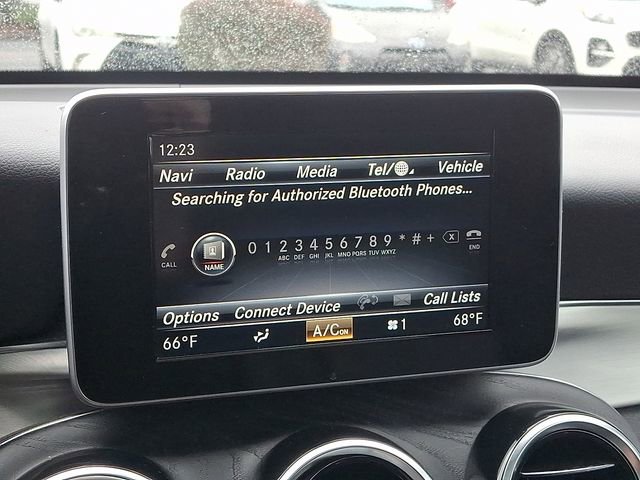 12:23
Navi Radio Media Tel/ Vehicle
Searching for Authorized Bluetooth Phones...
CALL NAME 0 1 2 3 4 5 6 7 8 9 * # + X END
ABC DEF GHI JKL MNO PQRS TUV WXYZ
Options Connect Device Call Lists
66°F A/C ON 1 68°F